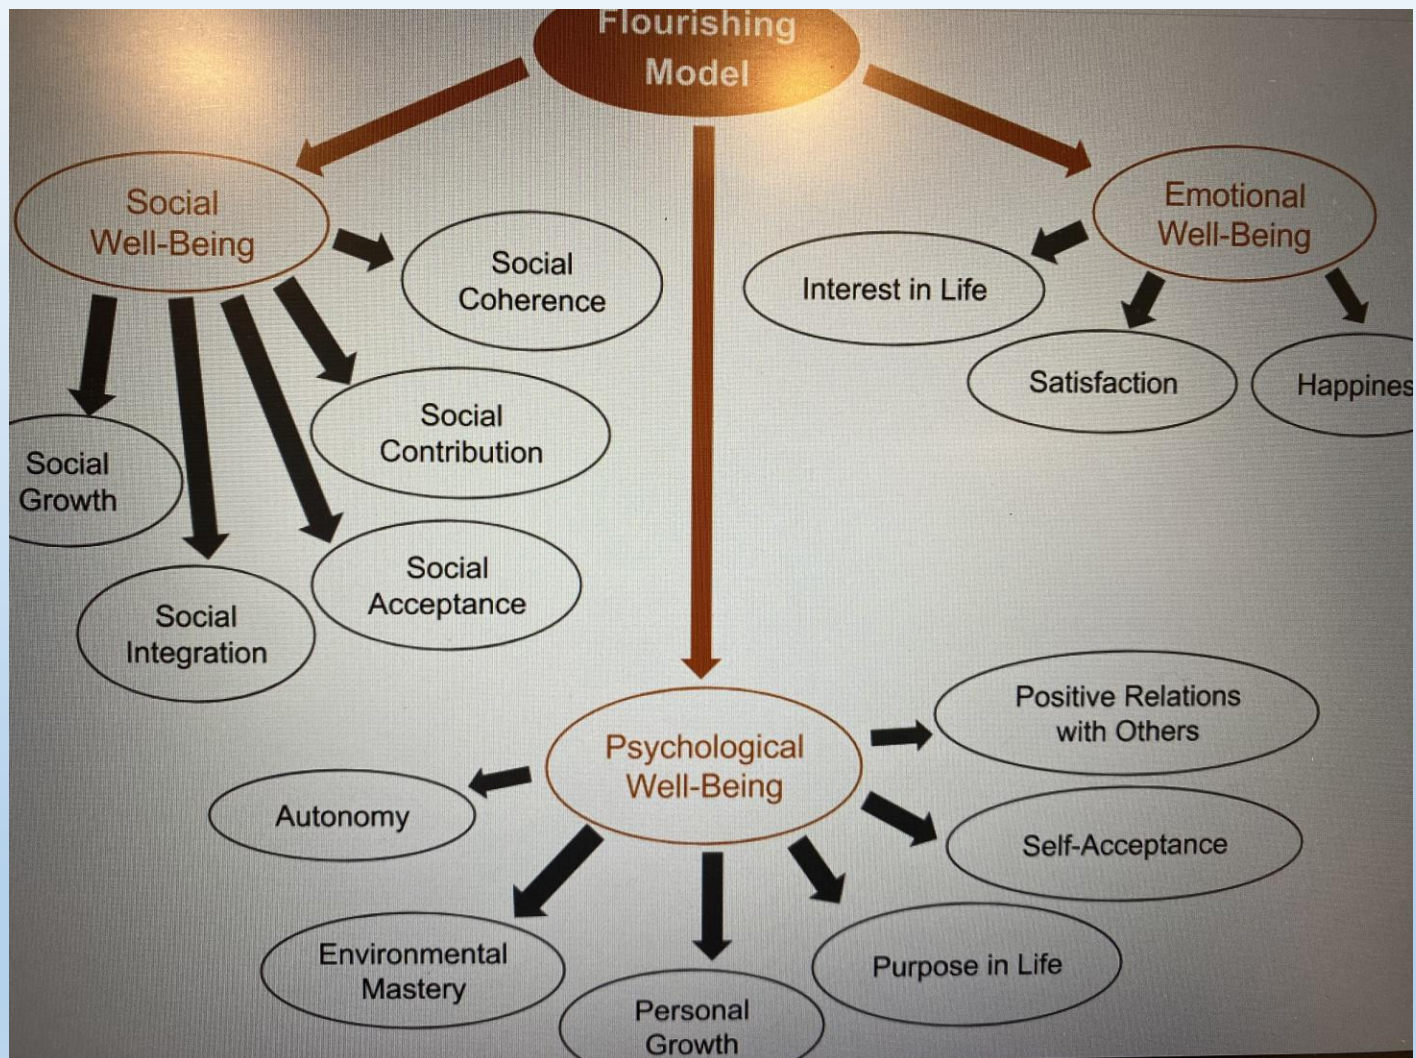 Flourishing
Model
Social
Well-Being
Emotional
Well-Being
Social
Coherence
Interest in Life
Satisfaction
Happines
Social
Contribution
Social
Growth
Social
Acceptance
Social
Integration
Positive Relations
with Others
Psychological
Well-Being
Autonomy
Self-Acceptance
Environmental
Mastery
Purpose in Life
Personal
Growth